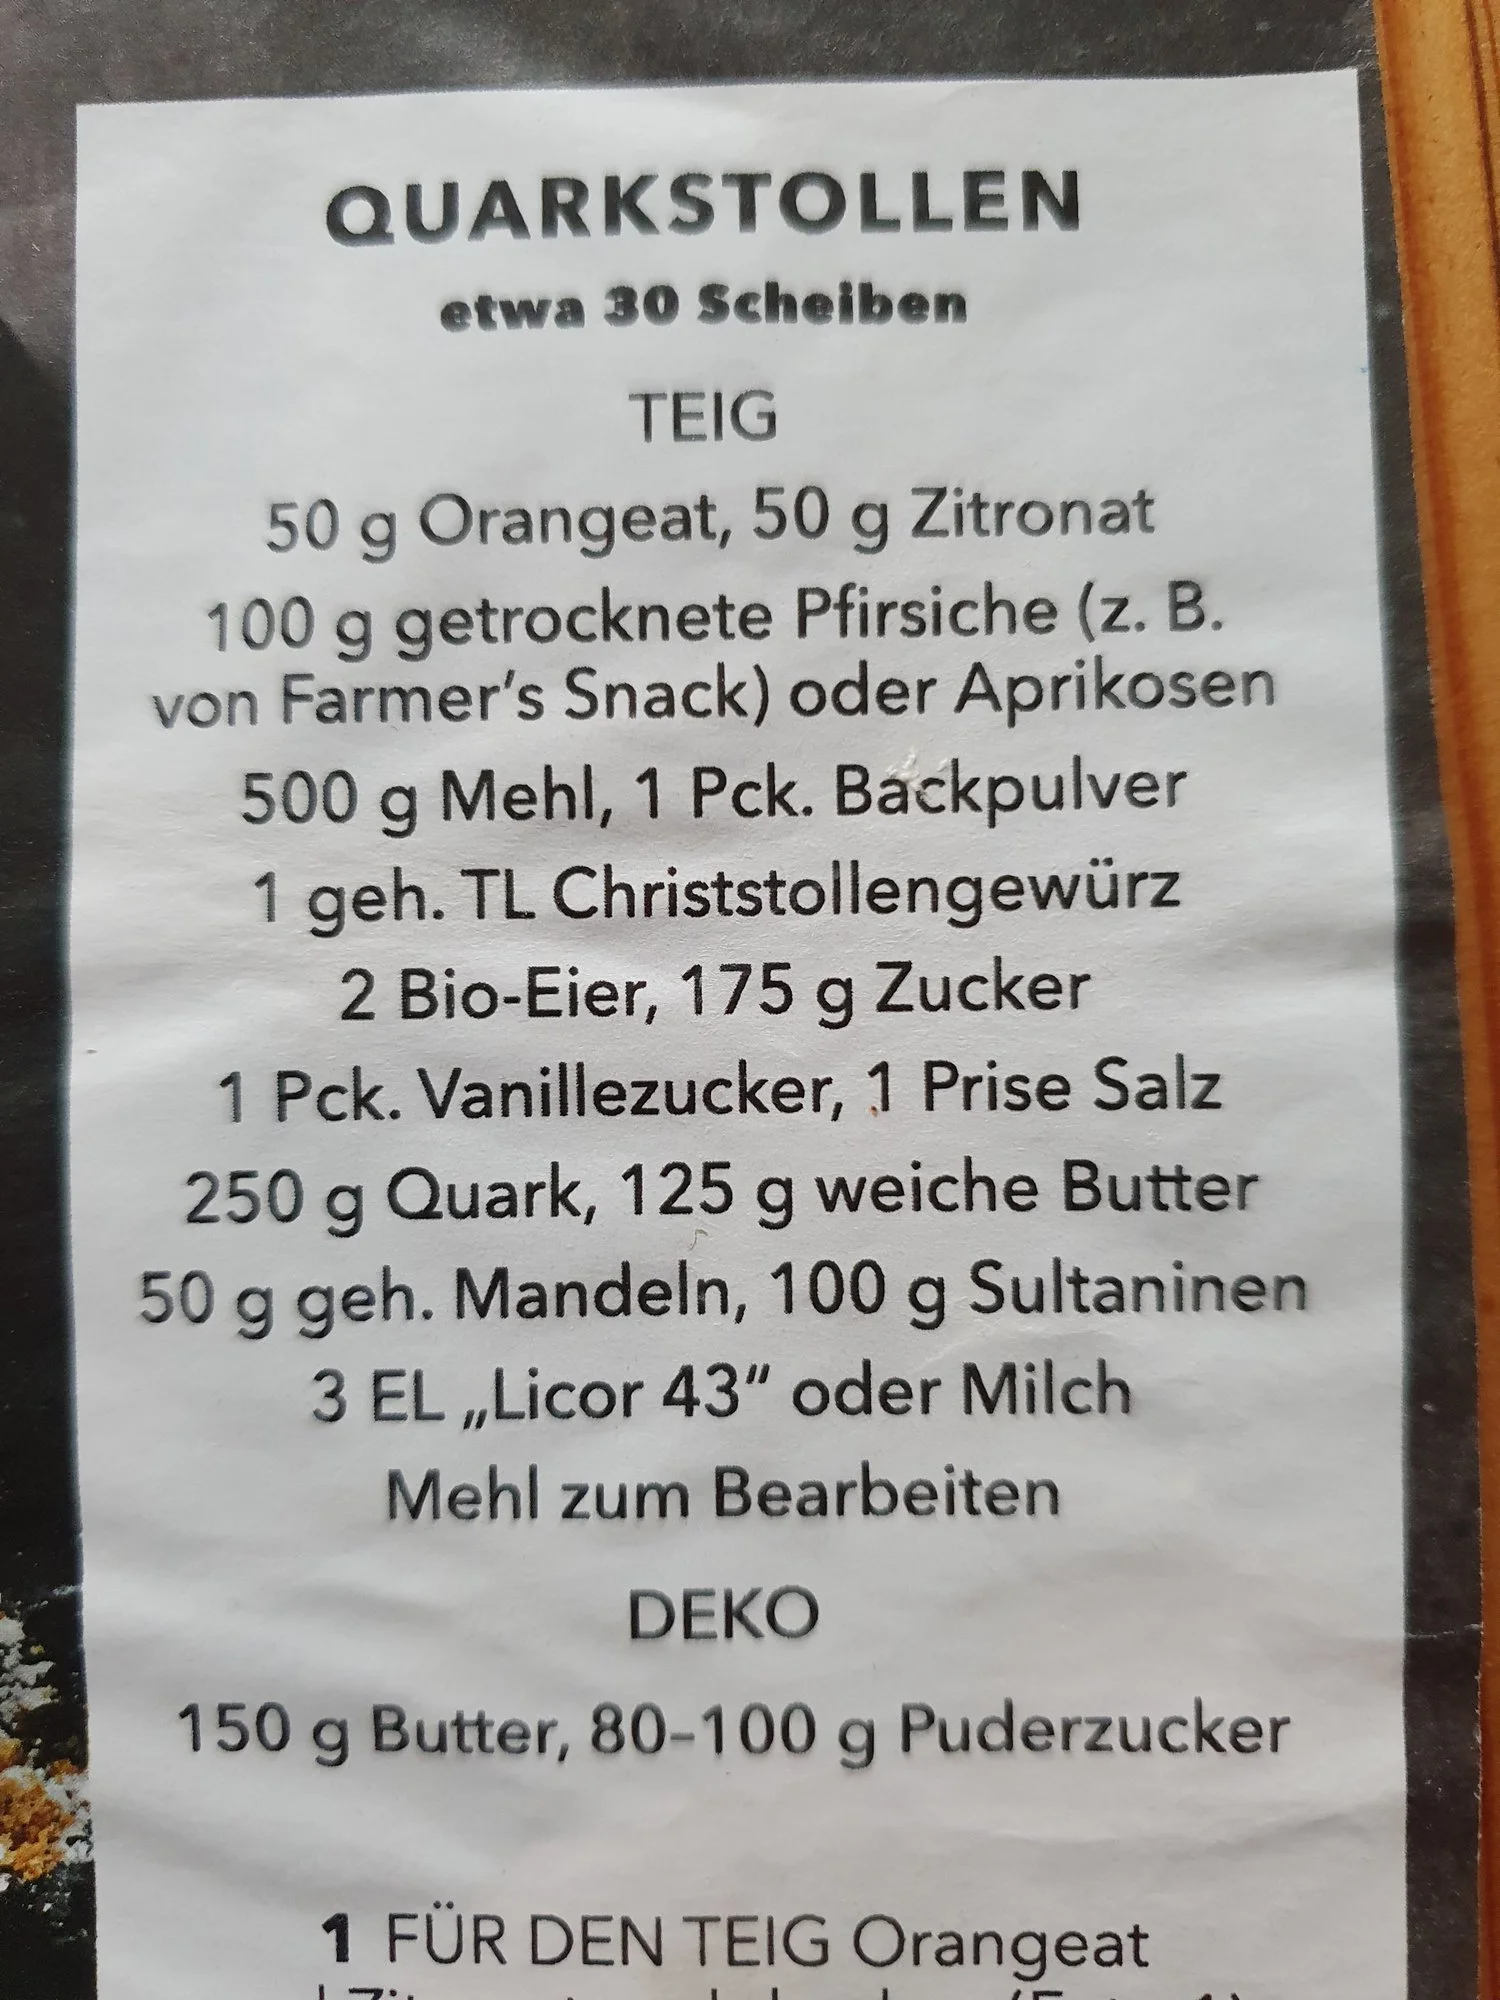 QUARKSTOLLEN
etwa 30 Scheiben
TEIG
50 g Orangeat, 50 g Zitronat
100 g getrocknete Pfirsiche (z. B.
von Farmer’s Snack) oder Aprikosen
500 g Mehl, 1 Pck. Backpulver
1 geh. TL Christstollengewürz
2 Bio-Eier, 175 g Zucker
1 Pck. Vanillezucker, 1 Prise Salz
250 g Quark, 125 g weiche Butter
50 g geh. Mandeln, 100 g Sultaninen
3 EL „Licor 43“ oder Milch
Mehl zum Bearbeiten
DEKO
150 g Butter, 80–100 g Puderzucker
1 FÜR DEN TEIG Orangeat